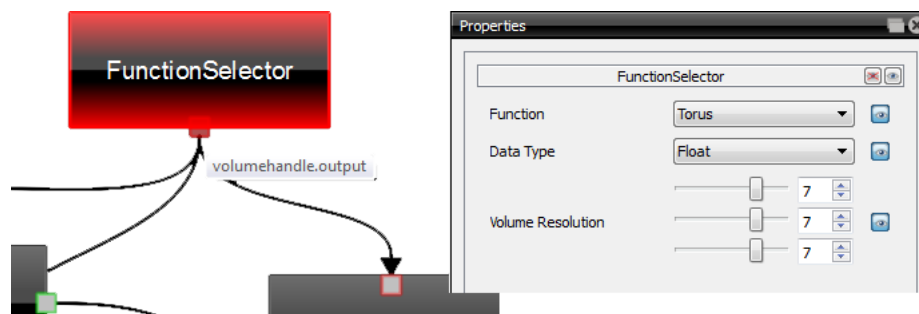 FunctionSelector
volumehandle.output
Properties
FunctionSelector
Function
Torus
Data Type
Float
Volume Resolution
7
7
7